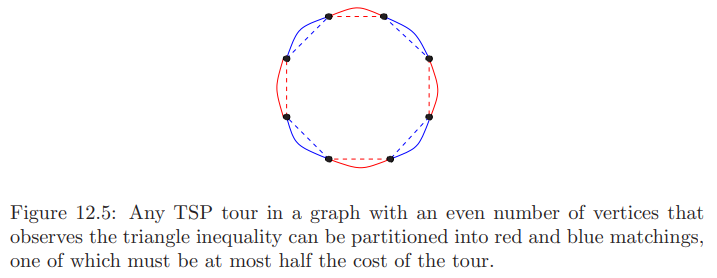 Figure 12.5: Any TSP tour in a graph with an even number of vertices that
observes the triangle inequality can be partitioned into red and blue matchings,
one of which must be at most half the cost of the tour.